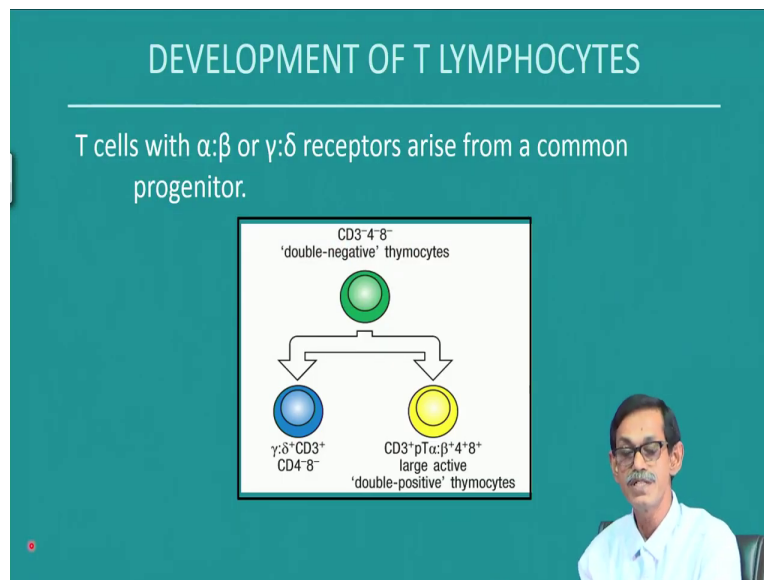 DEVELOPMENT OF T LYMPHOCYTES
T cells with α:β or γ:δ receptors arise from a common
progenitor.
CD3⁻4⁻8⁻
'double-negative' thymocytes
γ:δ⁺CD3⁺
CD4⁻8⁻
CD3⁺pTα:β⁺4⁺8⁺
large active
'double-positive' thymocytes